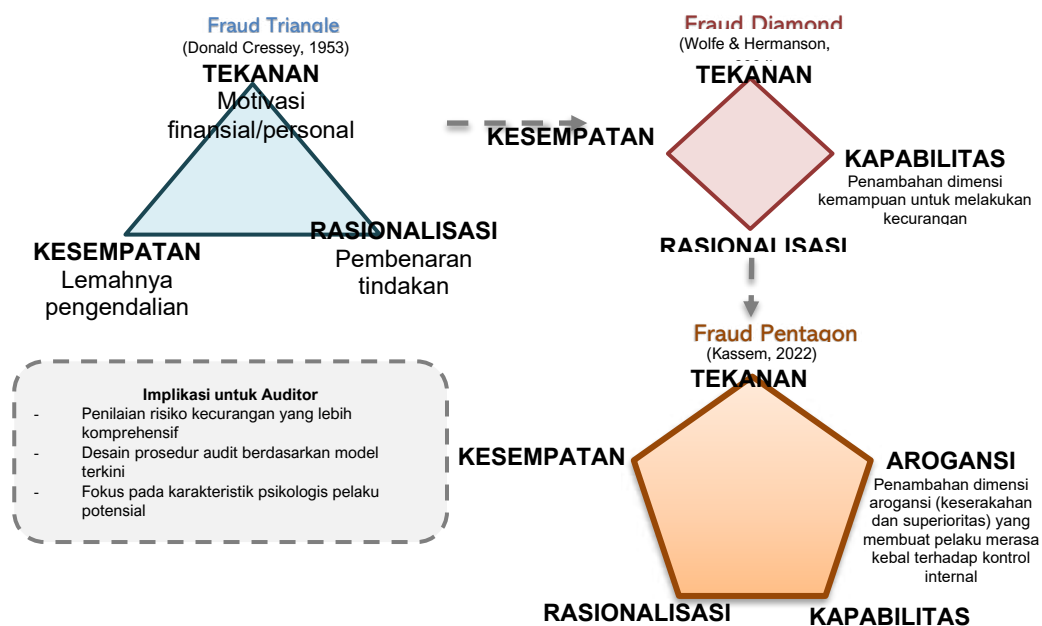 Fraud Triangle
(Donald Cressey, 1953)
TEKANAN
Motivasi
finansial/personal
KESEMPATAN
Lemahnya
pengendalian
RASIONALISASI
Pembenaran
tindakan
Fraud Diamond
(Wolfe & Hermanson,
TEKANAN
KESEMPATAN
KAPABILITAS
Penambahan dimensi
kemampuan untuk melakukan
kecurangan
RASIONALISASI
Fraud Pentagon
(Kassem, 2022)
TEKANAN
KESEMPATAN
AROGANSI
Penambahan dimensi
arogansi (keserakahan
dan superioritas) yang
membuat pelaku merasa
kebal terhadap kontrol
internal
RASIONALISASI
KAPABILITAS
Implikasi untuk Auditor
- Penilaian risiko kecurangan yang lebih
komprehensif
- Desain prosedur audit berdasarkan model
terkini
- Fokus pada karakteristik psikologis pelaku
potensial